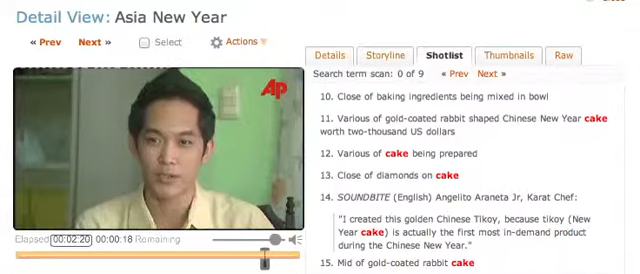 Detail View: Asia New Year
« Prev Next » Select Actions
Details Storyline Shotlist Thumbnails Raw
Search term scan: 0 of 9 « Prev Next »
AP
10. Close of baking ingredients being mixed in bowl
11. Various of gold-coated rabbit shaped Chinese New Year cake
worth two-thousand US dollars
12. Various of cake being prepared
13. Close of diamonds on cake
14. SOUNDBITE (English) Angelito Araneta Jr, Karat Chef:
"I created this golden Chinese Tikoy, because tikoy (New
Year cake) is actually the first most in-demand product
during the Chinese New Year."
15. Mid of gold-coated rabbit cake
Elapsed 00:02:20 00:00:18 Remaining